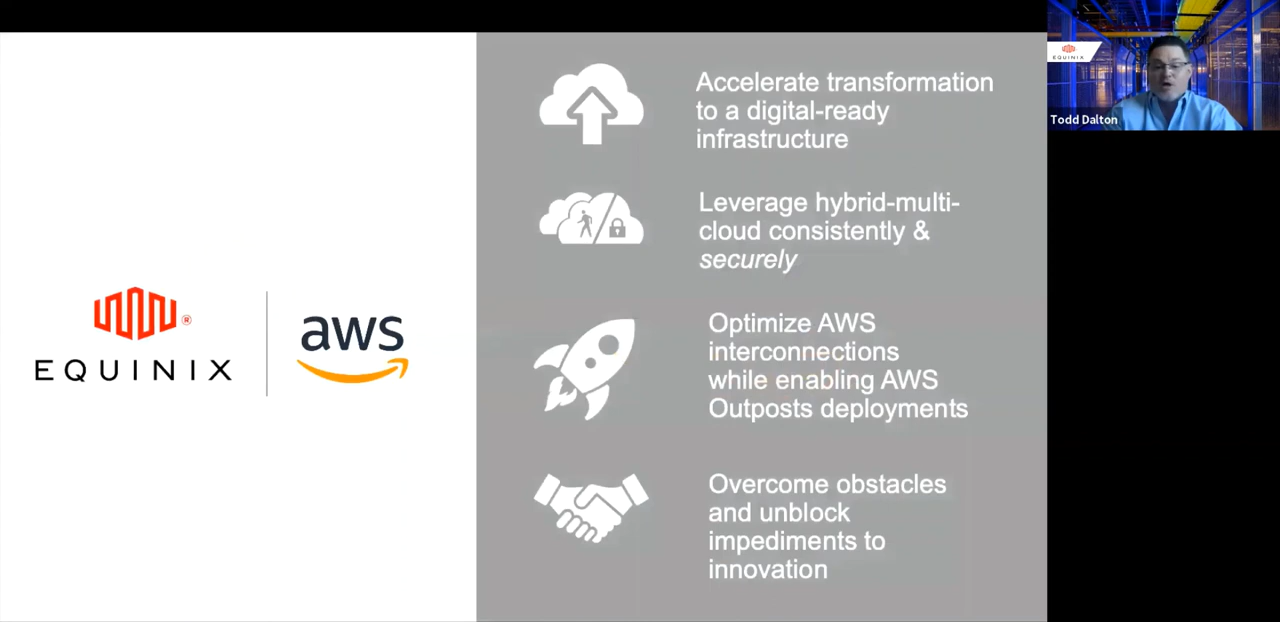 EQUINIX
aws
Accelerate transformation
to a digital-ready
infrastructure
Leverage hybrid-multi-
cloud consistently &
securely
Optimize AWS
interconnections
while enabling AWS
Outposts deployments
Overcome obstacles
and unblock
impediments to
innovation
EQUINIX
Todd Dalton